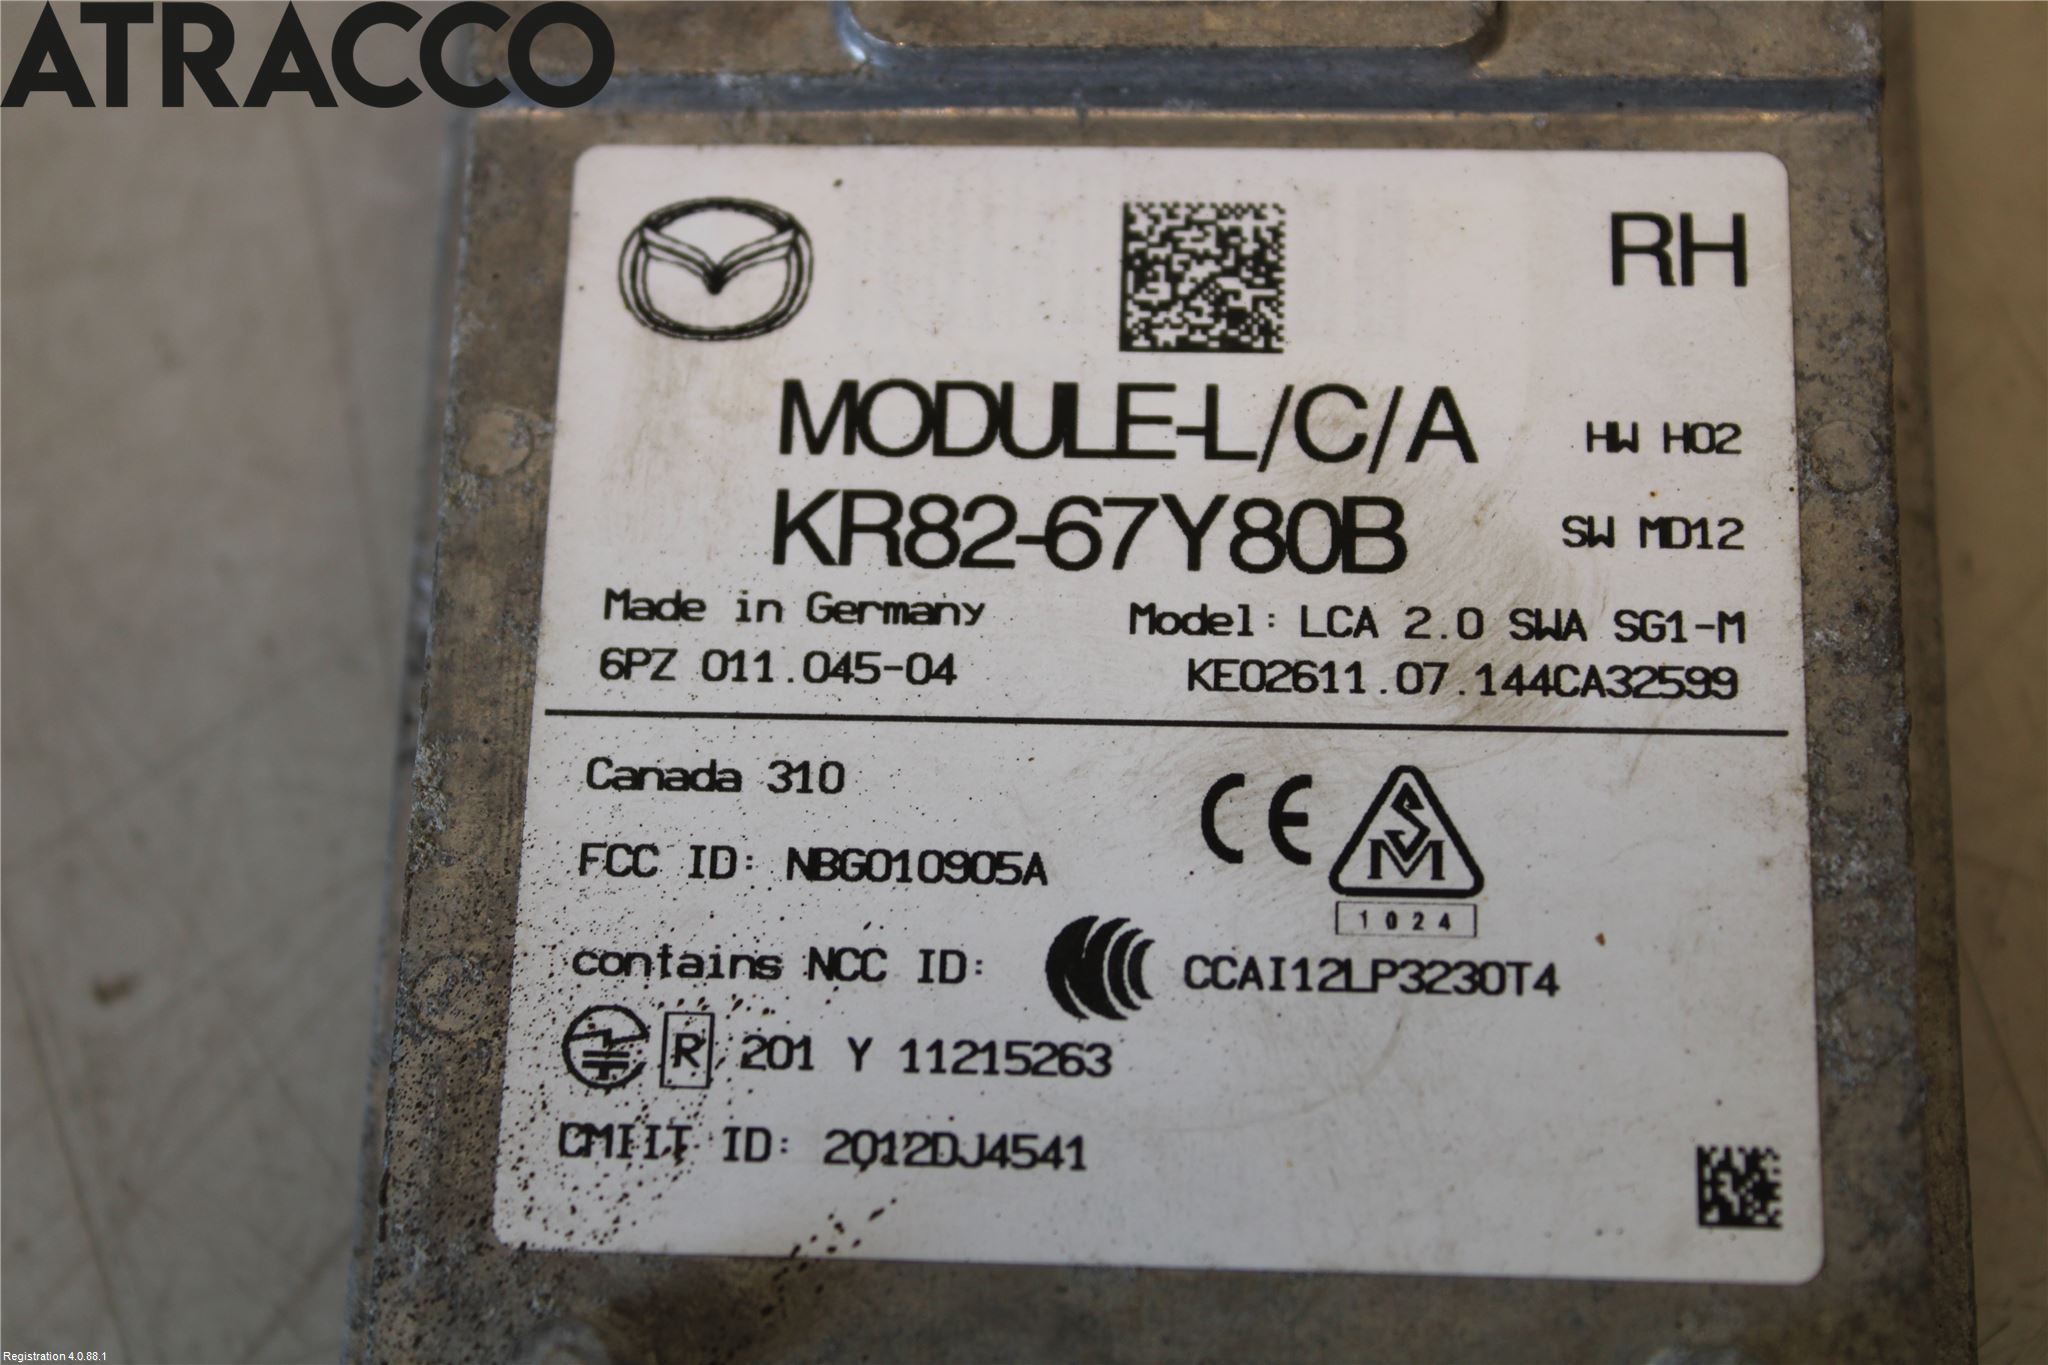 ATRACCO
RH
MODULE-L/C/A
HW H02
KR82-67Y80B
SW MD12
Made in Germany
Model: LCA 2.0 SWA SG1-M
6PZ 011.045-04
KE02611.07.144CA32599
Canada 310
CE
SM
FCC ID: NBG010905A
1024
contains NCC ID: CCAI12LP3230T4
R 201 Y 11215263
CMIIT ID: 2012DJ4541
Registration 4.0.88.1